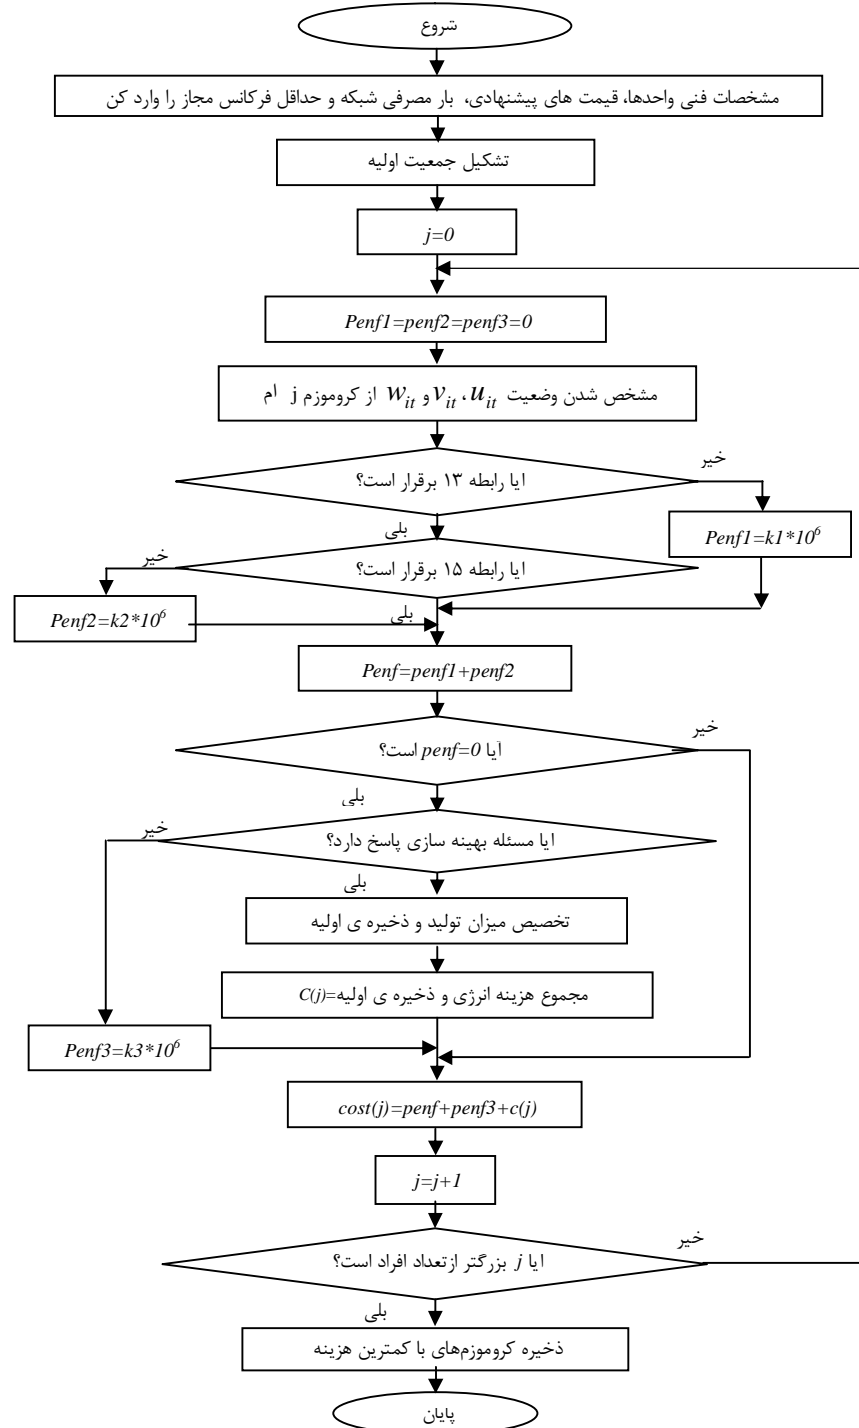 شروع
مشخصات فنی واحدها، قیمت های پیشنهادی، بار مصرفی شبکه و حداقل فرکانس مجاز را وارد کن
تشکیل جمعیت اولیه
j=0
Penf1=penf2=penf3=0
مشخص شدن وضعیت u_it، v_it و w_it از کروموزم j ام
ایا رابطه ۱۳ برقرار است؟
خیر
Penf1=k1*10^6
بلی
ایا رابطه ۱۵ برقرار است؟
خیر
Penf2=k2*10^6
بلی
Penf=penf1+penf2
آیا penf=0 است؟
خیر
بلی
ایا مسئله بهینه سازی پاسخ دارد؟
خیر
بلی
تخصیص میزان تولید و ذخیره ی اولیه
مجموع هزینه انرژی و ذخیره ی اولیه=C(j)
Penf3=k3*10^6
cost(j)=penf+penf3+c(j)
j=j+1
ایا j بزرگتر ازتعداد افراد است؟
خیر
بلی
ذخیره کروموزم‌های با کمترین هزینه
پایان